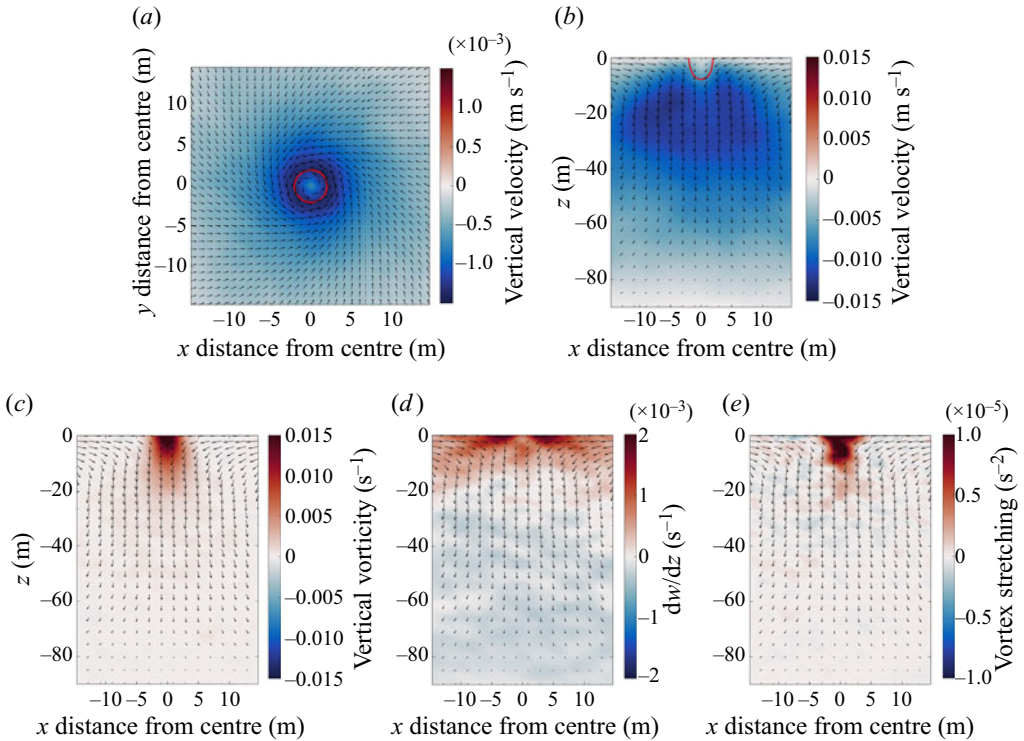 (a)
(×10⁻³)
y distance from centre (m)
10
5
0
–5
–10
–10 –5 0 5 10
x distance from centre (m)
1.0
0.5
0
–0.5
–1.0
Vertical velocity (m s⁻¹)
(b)
z (m)
0
–20
–40
–60
–80
–10 –5 0 5 10
x distance from centre (m)
0.015
0.010
0.005
0
–0.005
–0.010
–0.015
Vertical velocity (m s⁻¹)
(c)
z (m)
0
–20
–40
–60
–80
–10 –5 0 5 10
x distance from centre (m)
0.015
0.010
0.005
0
–0.005
–0.010
–0.015
Vertical vorticity (s⁻¹)
(d)
(×10⁻³)
0
–20
–40
–60
–80
–10 –5 0 5 10
x distance from centre (m)
2
1
0
–1
–2
dw/dz (s⁻¹)
(e)
(×10⁻⁵)
0
–20
–40
–60
–80
–10 –5 0 5 10
x distance from centre (m)
1.0
0.5
0
–0.5
–1.0
Vortex stretching (s⁻²)